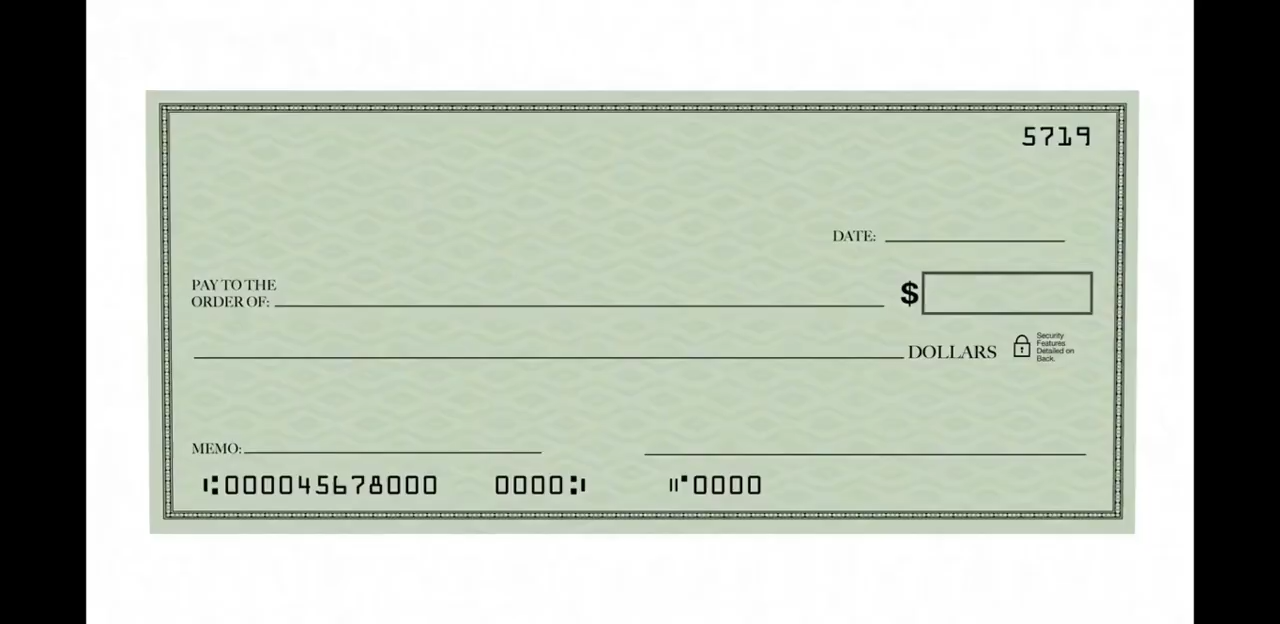 5719
DATE:
PAY TO THE
ORDER OF:
$
DOLLARS
Security
Features
Detailed on
Back.
MEMO:
⑆000045678000 0000⑆ ⑈0000